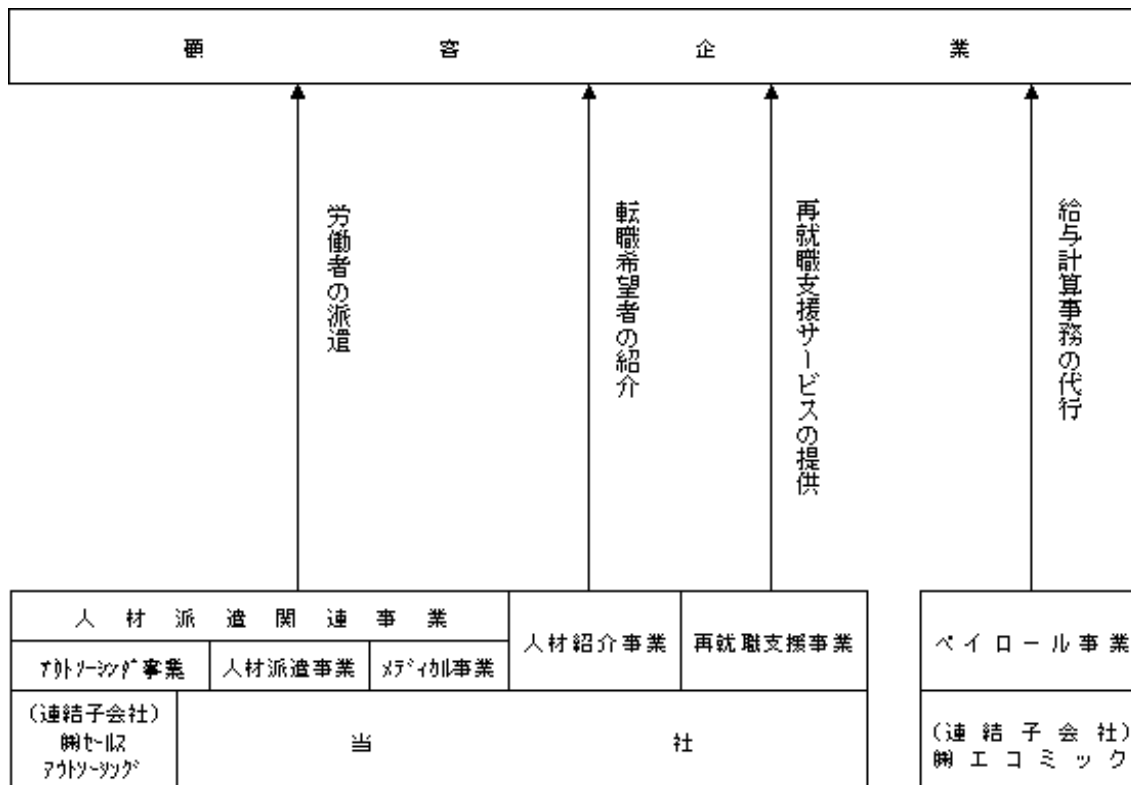 顧客企業
労働者の派遣
転職希望者の紹介
再就職支援サービスの提供
給与計算事務の代行
人材派遣関連事業
アウトソーシング事業
人材派遣事業
メディカル事業
人材紹介事業
再就職支援事業
ペイロール事業
(連結子会社)
㈱セールス
アウトソーシング
当社
(連結子会社)
㈱エコミック